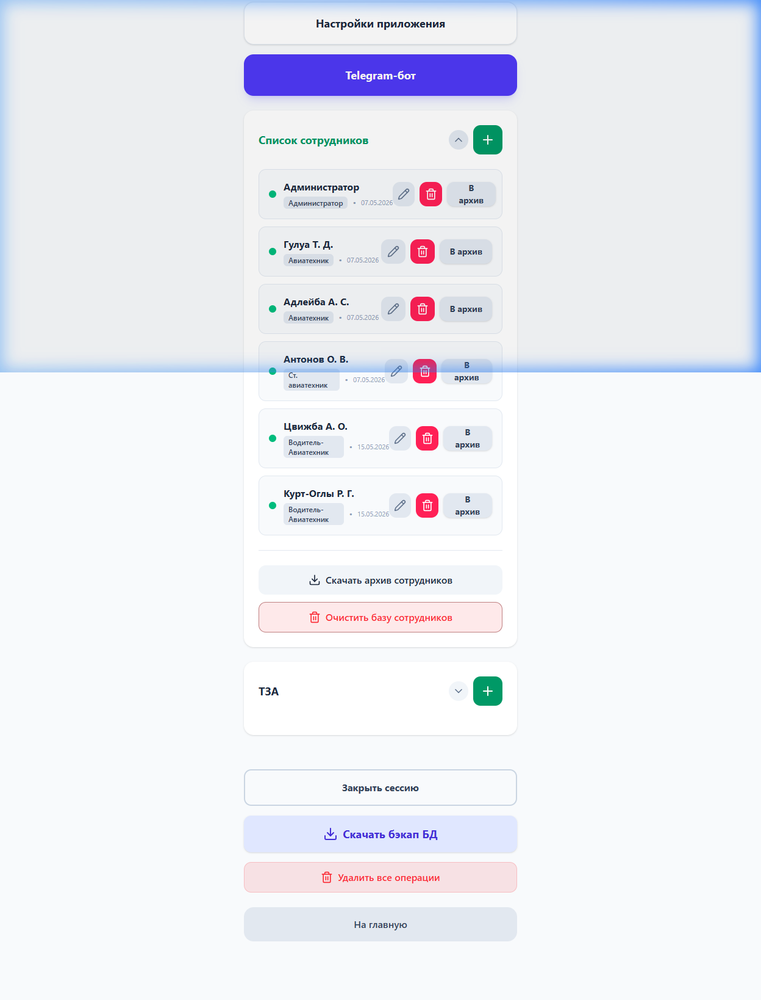 Настройки приложения
Telegram-бот
Список сотрудников
Администратор
Администратор • 07.05.2026
В
архив
Гулуа Т. Д.
Авиатехник • 07.05.2026
В архив
Адлейба А. С.
Авиатехник • 07.05.2026
В архив
Антонов О. В.
Ст.
авиатехник • 07.05.2026
В
архив
Цвижба А. О.
Водитель-
Авиатехник • 15.05.2026
В
архив
Курт-Оглы Р. Г.
Водитель-
Авиатехник • 15.05.2026
В
архив
Скачать архив сотрудников
Очистить базу сотрудников
ТЗА
Закрыть сессию
Скачать бэкап БД
Удалить все операции
На главную